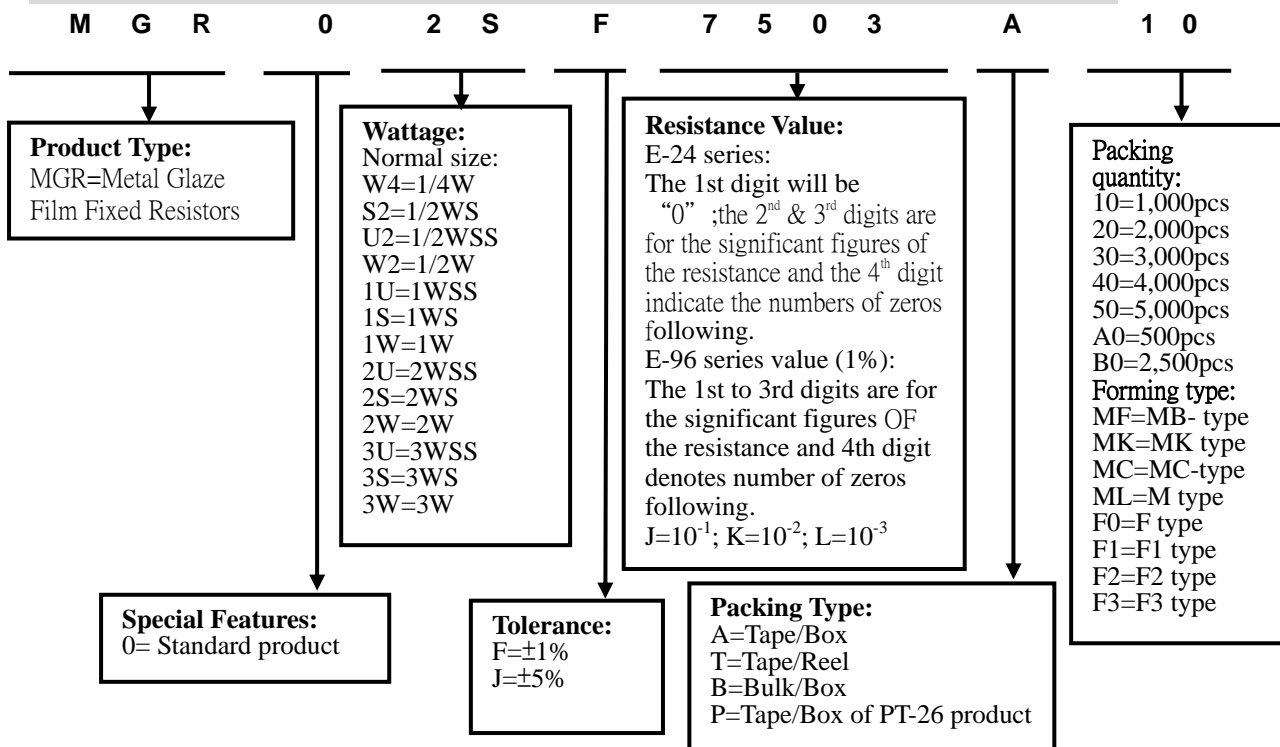 M G R 0 2 S F 7 5 0 3 A 1 0
Product Type:
MGR=Metal Glaze
Film Fixed Resistors
Wattage:
Normal size:
W4=1/4W
S2=1/2WS
U2=1/2WSS
W2=1/2W
1U=1WSS
1S=1WS
1W=1W
2U=2WSS
2S=2WS
2W=2W
3U=3WSS
3S=3WS
3W=3W
Resistance Value:
E-24 series:
The 1st digit will be
“0” ;the 2nd & 3rd digits are
for the significant figures of
the resistance and the 4th digit
indicate the numbers of zeros
following.
E-96 series value (1%):
The 1st to 3rd digits are for
the significant figures OF
the resistance and 4th digit
denotes number of zeros
following.
J=10-1; K=10-2; L=10-3
Packing
quantity:
10=1,000pcs
20=2,000pcs
30=3,000pcs
40=4,000pcs
50=5,000pcs
A0=500pcs
B0=2,500pcs
Forming type:
MF=MB- type
MK=MK type
MC=MC-type
ML=M type
F0=F type
F1=F1 type
F2=F2 type
F3=F3 type
Special Features:
0= Standard product
Tolerance:
F=±1%
J=±5%
Packing Type:
A=Tape/Box
T=Tape/Reel
B=Bulk/Box
P=Tape/Box of PT-26 product